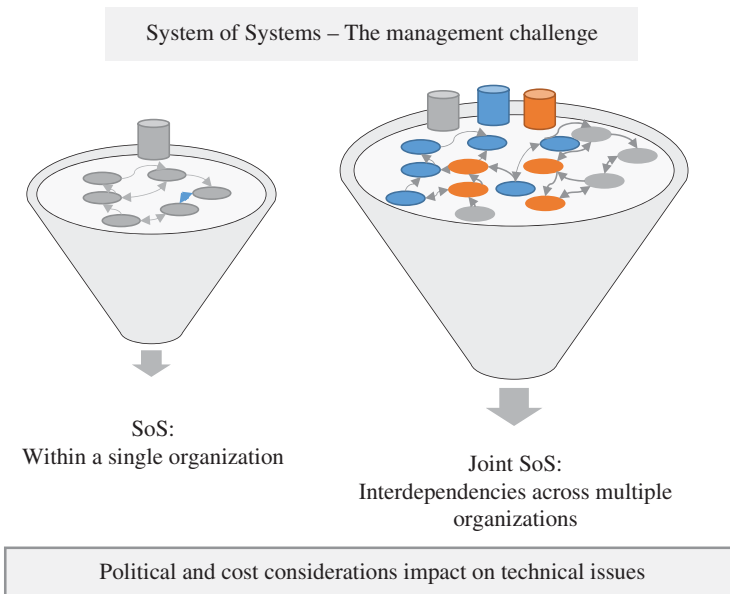 System of Systems – The management challenge
SoS:
Within a single organization
Joint SoS:
Interdependencies across multiple
organizations
Political and cost considerations impact on technical issues